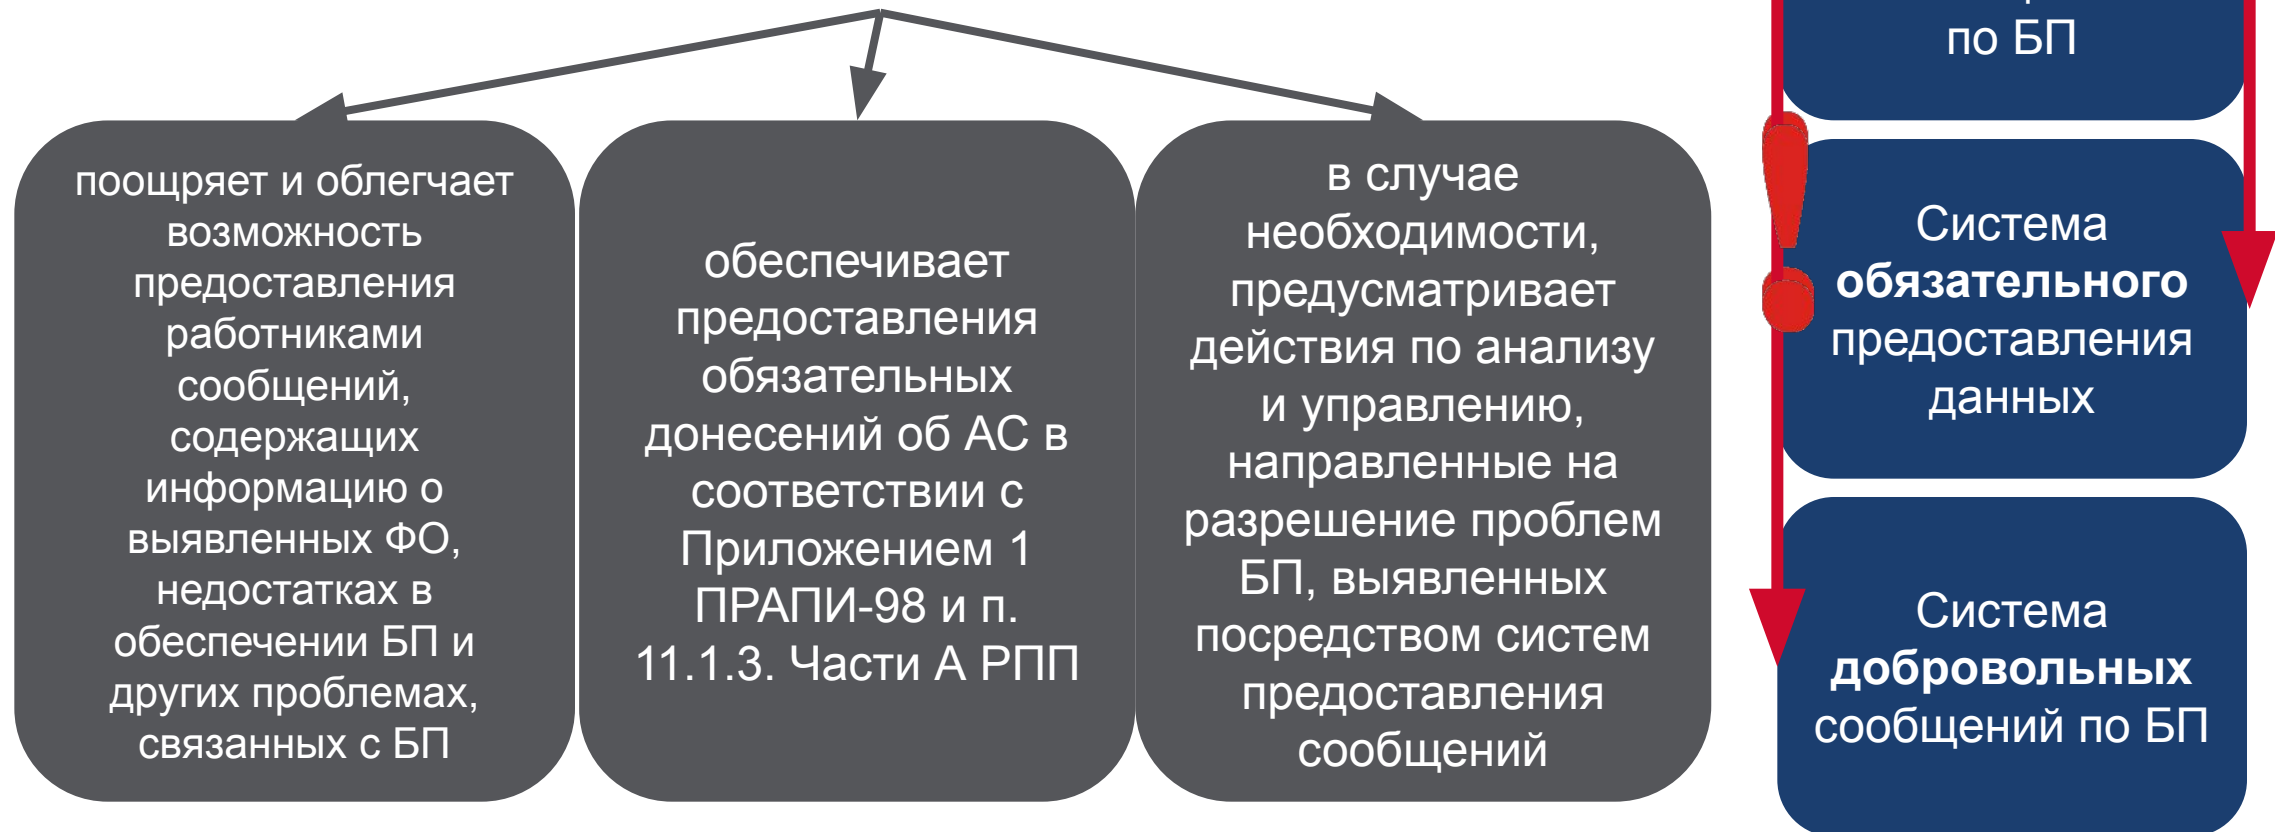 поощряет и облегчает
возможность
предоставления
работниками
сообщений,
содержащих
информацию о
выявленных ФО,
недостатках в
обеспечении БП и
других проблемах,
связанных с БП
обеспечивает
предоставления
обязательных
донесений об АС в
соответствии с
Приложением 1
ПРАПИ-98 и п.
11.1.3. Части А РПП
в случае
необходимости,
предусматривает
действия по анализу
и управлению,
направленные на
разрешение проблем
БП, выявленных
посредством систем
предоставления
сообщений
по БП
Система
обязательного
предоставления
данных
Система
добровольных
сообщений по БП